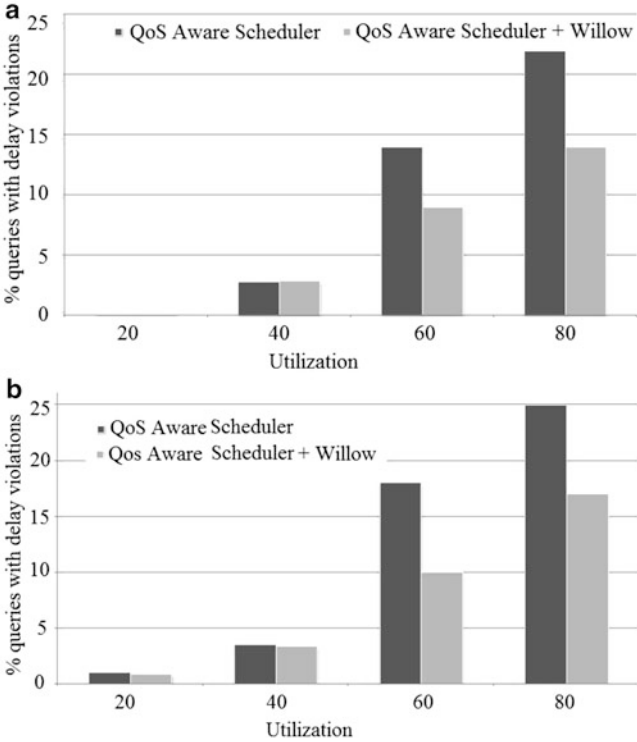 a
QoS Aware Scheduler
QoS Aware Scheduler + Willow
% queries with delay violations
25
20
15
10
5
0
20 40 60 80
Utilization
b
QoS Aware Scheduler
Qos Aware Scheduler + Willow
% queries with delay violations
25
20
15
10
5
0
20 40 60 80
Utilization